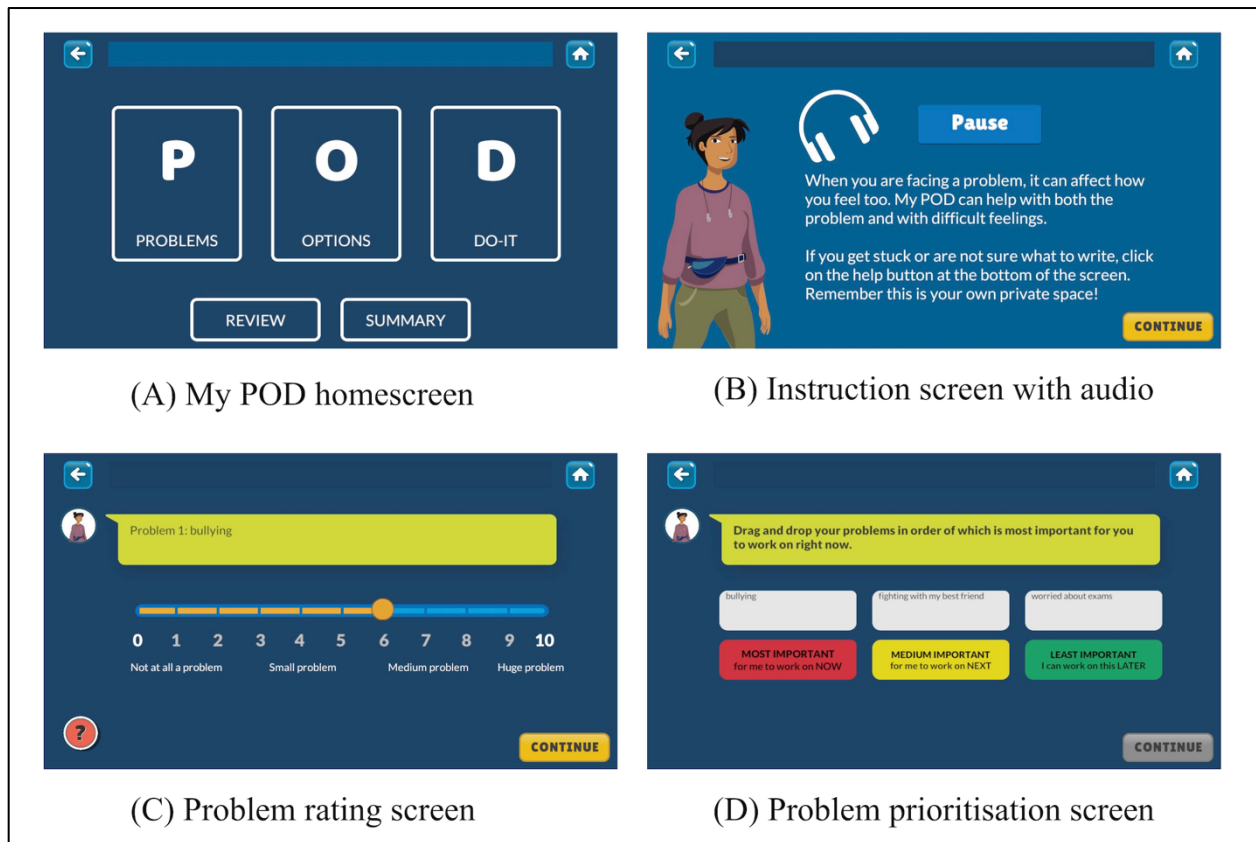 P
PROBLEMS
O
OPTIONS
D
DO-IT
REVIEW
SUMMARY
(A) My POD homescreen
Pause
When you are facing a problem, it can affect how
you feel too. My POD can help with both the
problem and with difficult feelings.
If you get stuck or are not sure what to write, click
on the help button at the bottom of the screen.
Remember this is your own private space!
CONTINUE
(B) Instruction screen with audio
Problem 1: bullying
0 1 2 3 4 5 6 7 8 9 10
Not at all a problem Small problem Medium problem Huge problem
?
CONTINUE
(C) Problem rating screen
Drag and drop your problems in order of which is most important for you
to work on right now.
bullying
fighting with my best friend
worried about exams
MOST IMPORTANT
for me to work on NOW
MEDIUM IMPORTANT
for me to work on NEXT
LEAST IMPORTANT
I can work on this LATER
CONTINUE
(D) Problem prioritisation screen